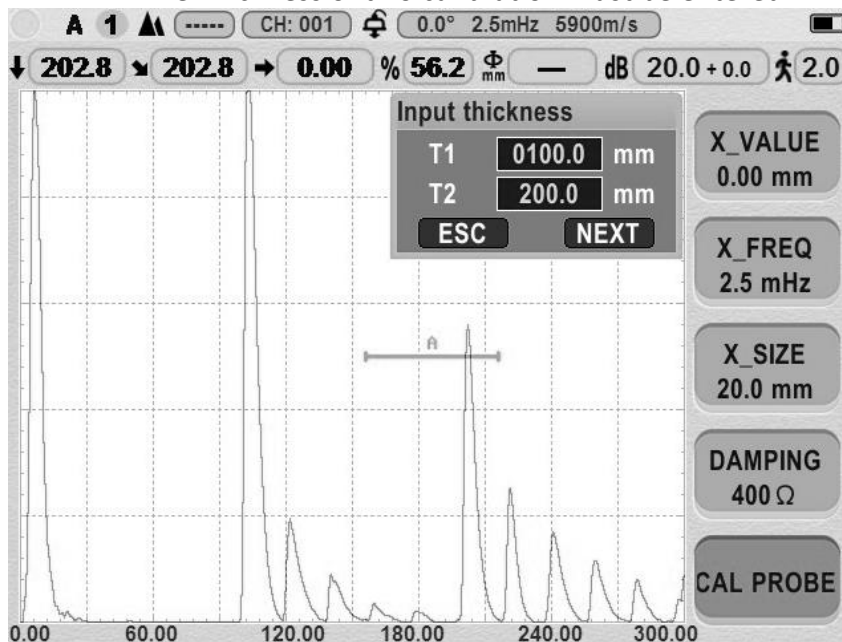 A 1 ----- CH: 001 0.0° 2.5mHz 5900m/s
202.8 202.8 0.00 % 56.2 Φ mm — dB 20.0 + 0.0 2.0
Input thickness
T1 0100.0 mm
T2 200.0 mm
ESC NEXT
A
X_VALUE
0.00 mm
X_FREQ
2.5 mHz
X_SIZE
20.0 mm
DAMPING
400 Ω
CAL PROBE
0.00 60.00 120.00 180.00 240.00 300.00